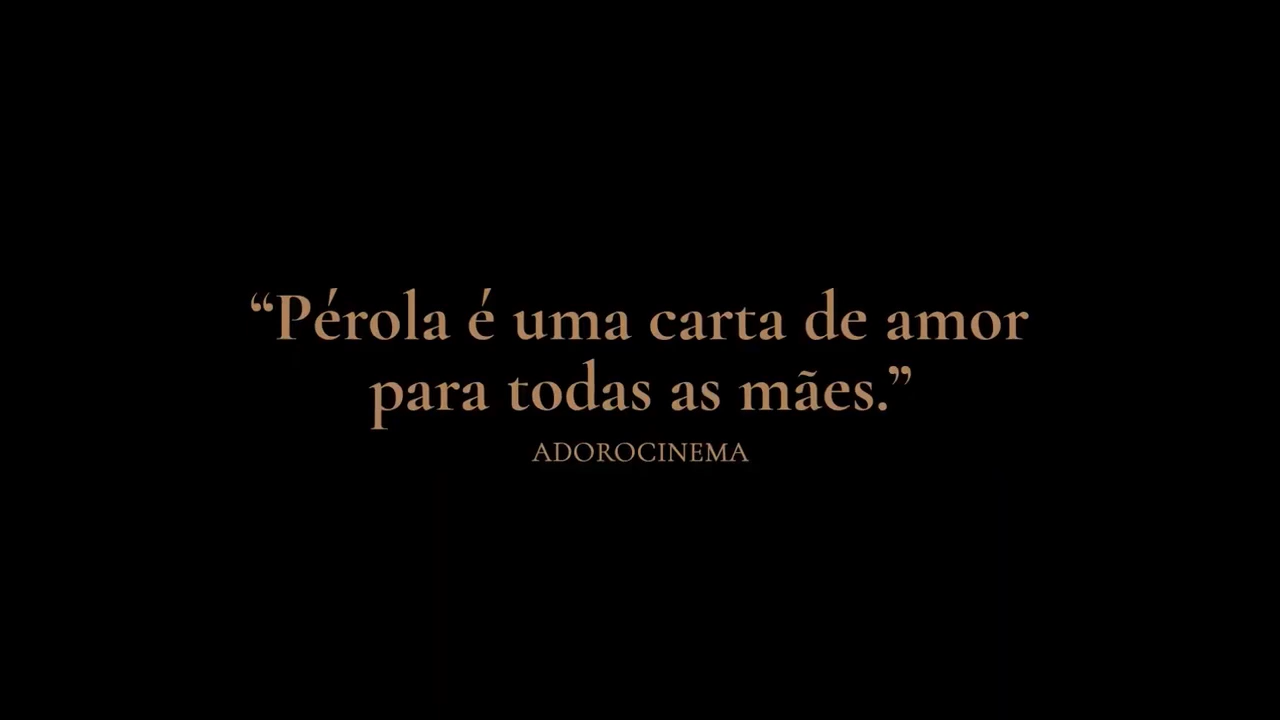 “Pérola é uma carta de amor
para todas as mães.”
ADOROCINEMA